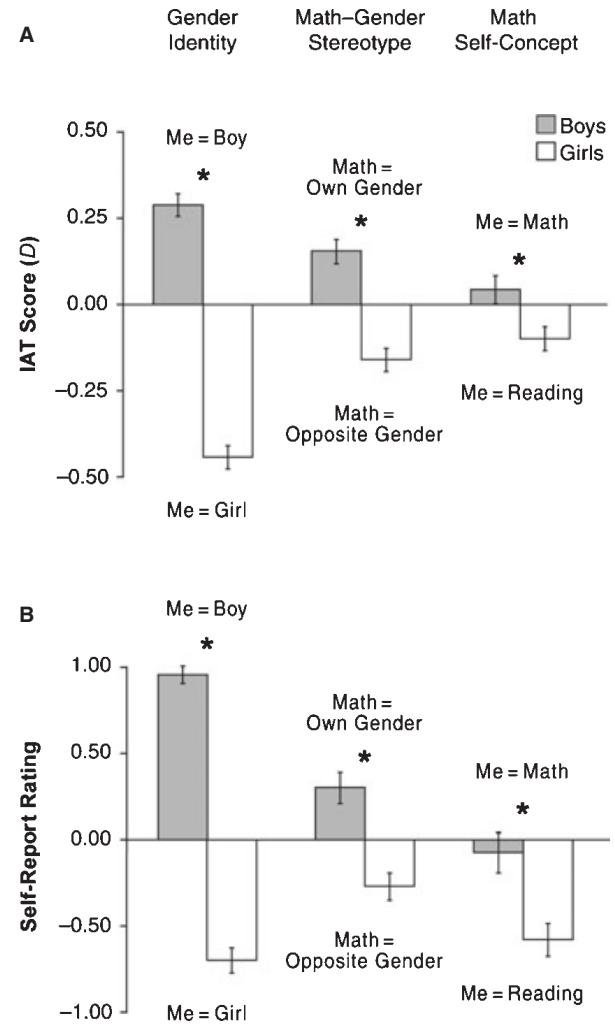 A
Gender
Identity
Math–Gender
Stereotype
Math
Self-Concept
Boys
Girls
IAT Score (D)
0.50
0.25
0.00
–0.25
–0.50
Me = Boy
*
Me = Girl
Math =
Own Gender
*
Math =
Opposite Gender
Me = Math
*
Me = Reading
B
Self-Report Rating
1.00
0.50
0.00
–0.50
–1.00
Me = Boy
*
Me = Girl
Math =
Own Gender
*
Math =
Opposite Gender
Me = Math
*
Me = Reading